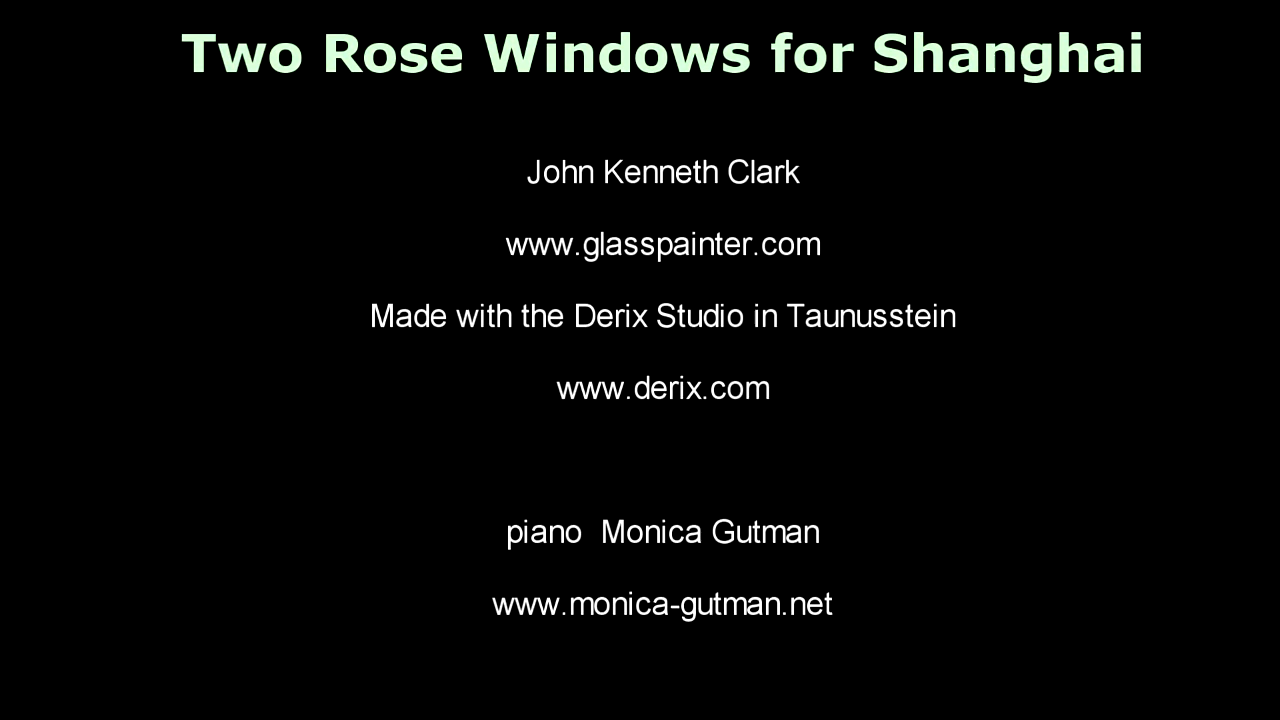 Two Rose Windows for Shanghai
John Kenneth Clark
www.glasspainter.com
Made with the Derix Studio in Taunusstein
www.derix.com
piano  Monica Gutman
www.monica-gutman.net